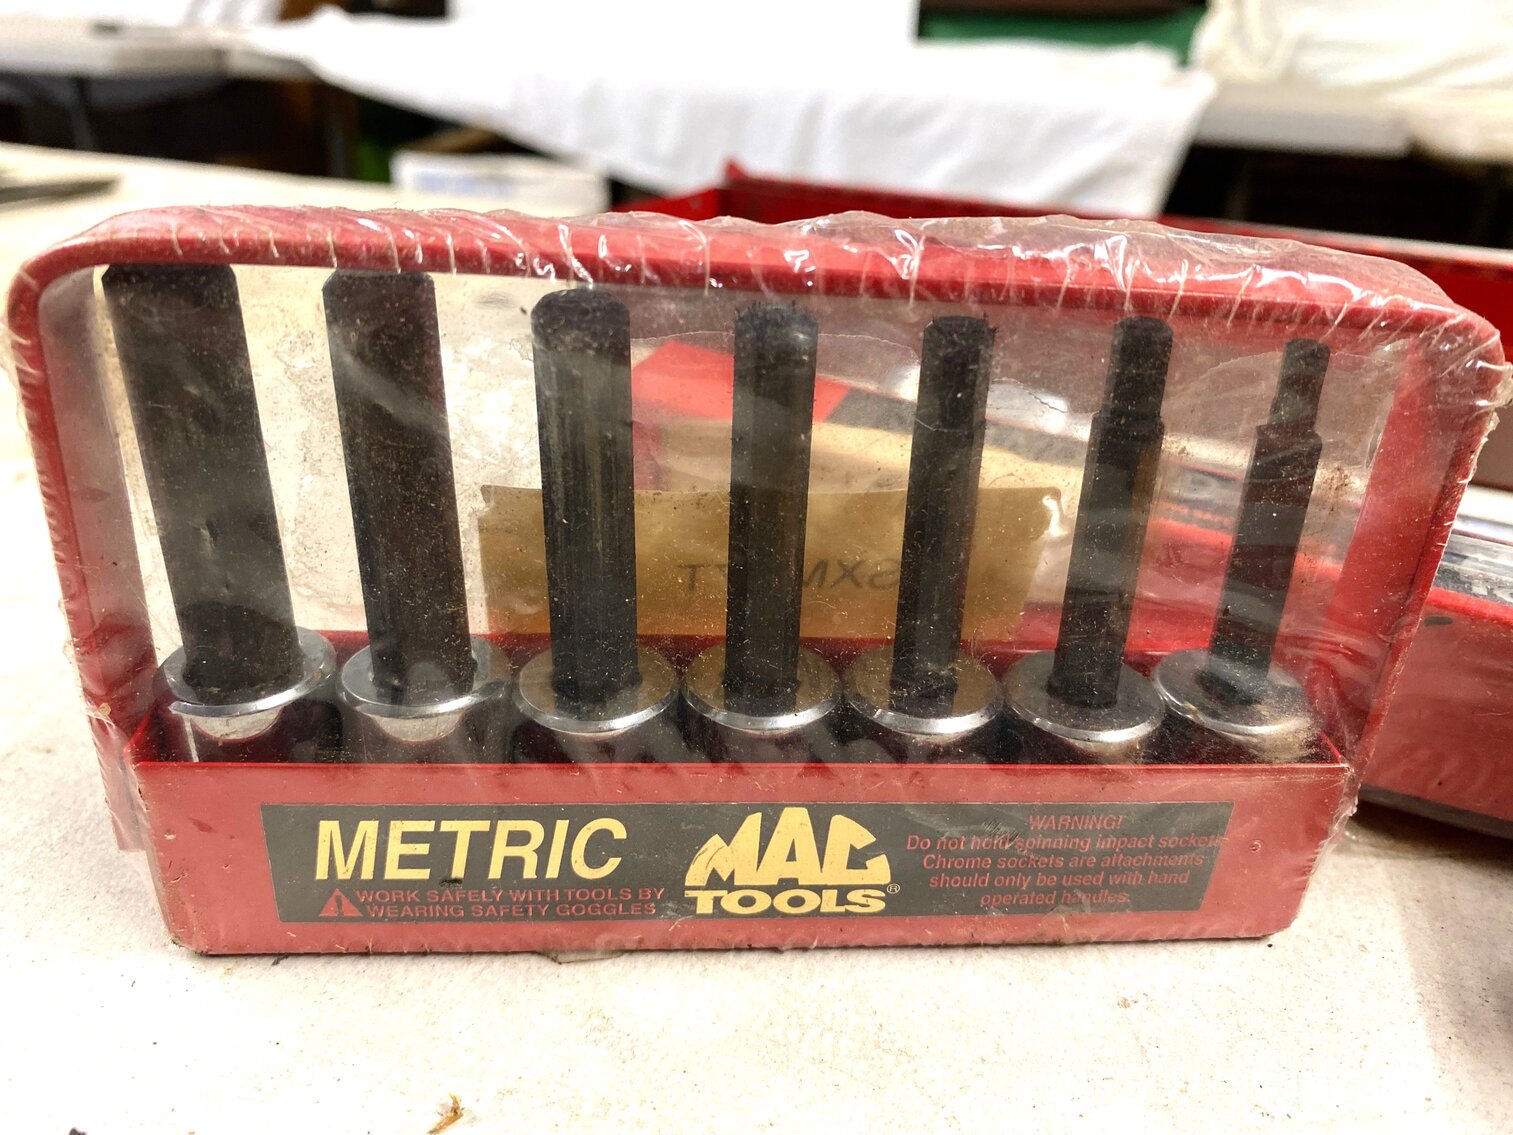 METRIC
WORK SAFELY WITH TOOLS BY
WEARING SAFETY GOGGLES
MAC
TOOLS®
WARNING!
Do not hold spinning impact sockets
Chrome sockets are attachments
should only be used with hand
operated handles.